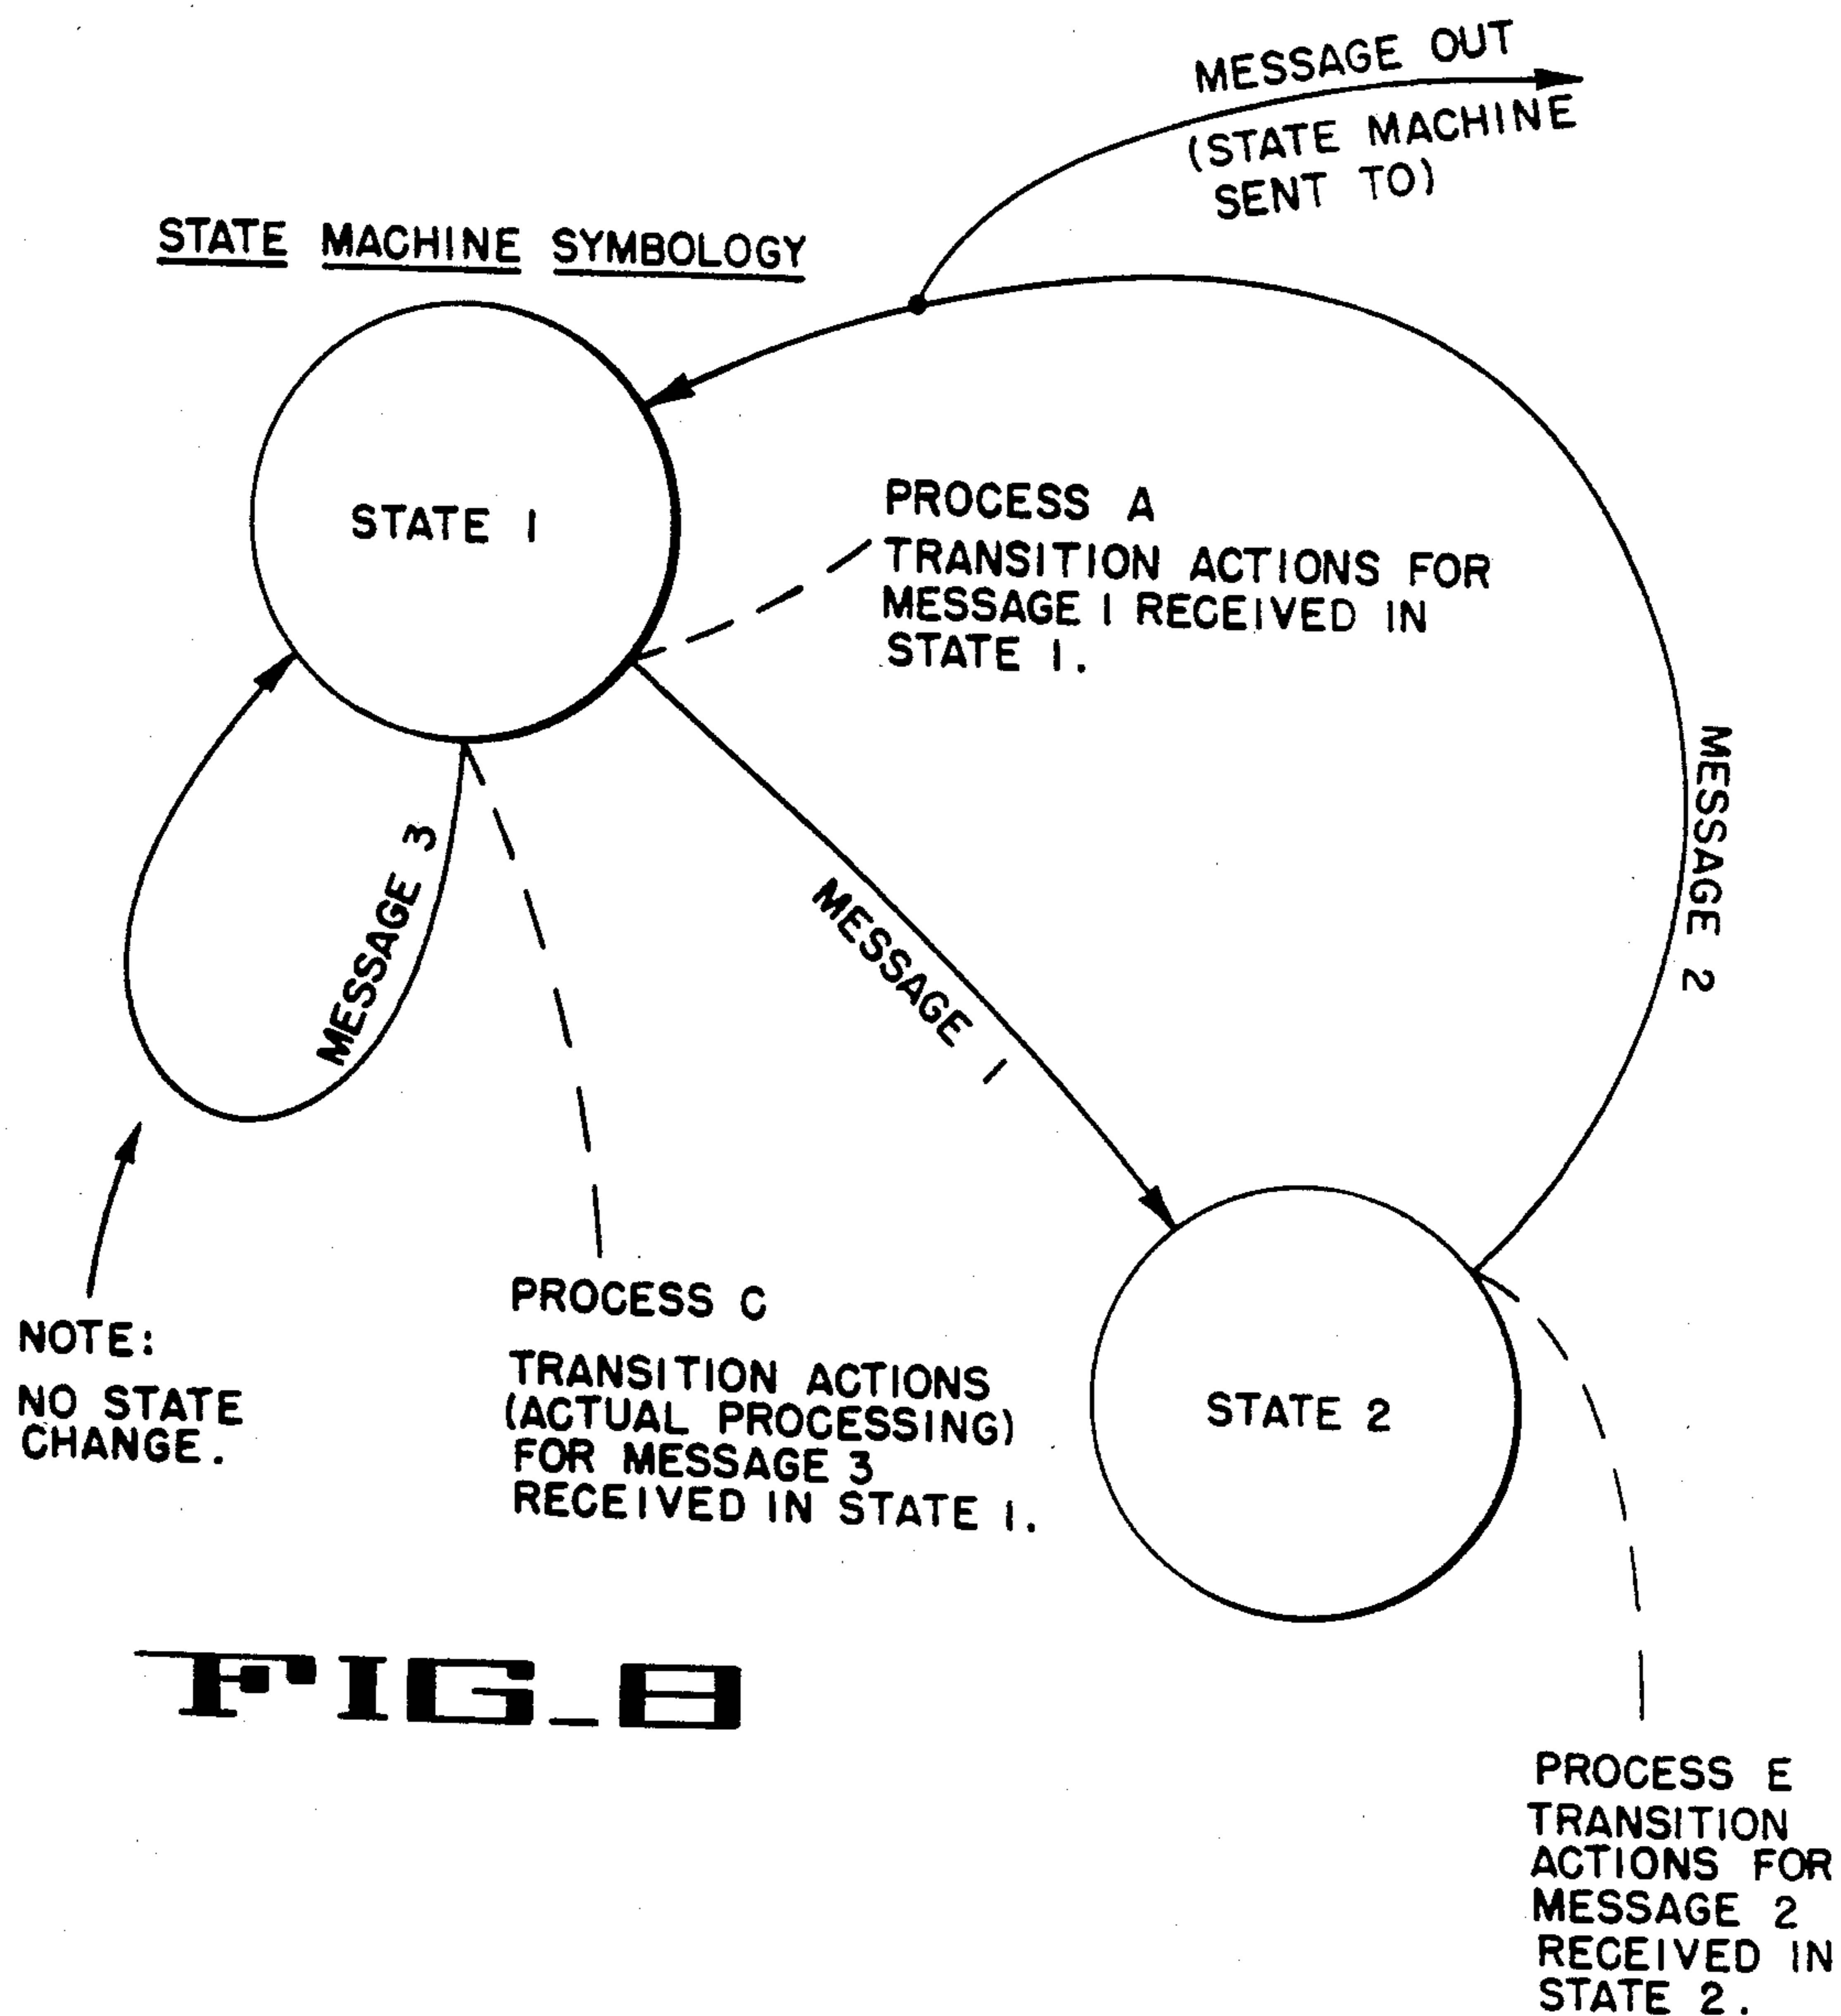 MESSAGE OUT
(STATE MACHINE
SENT TO)
STATE MACHINE SYMBOLOGY
STATE 1
PROCESS A
TRANSITION ACTIONS FOR
MESSAGE 1 RECEIVED IN
STATE 1.
MESSAGE 2
MESSAGE 3
MESSAGE 1
NOTE:
NO STATE
CHANGE.
PROCESS C
TRANSITION ACTIONS
(ACTUAL PROCESSING)
FOR MESSAGE 3
RECEIVED IN STATE 1.
STATE 2
FIG_8
PROCESS E
TRANSITION
ACTIONS FOR
MESSAGE 2
RECEIVED IN
STATE 2.